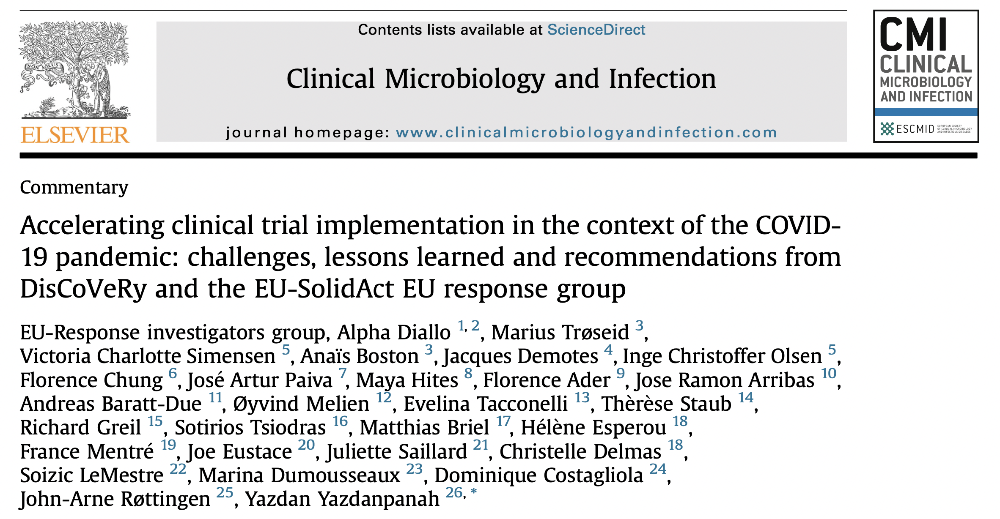 Contents lists available at ScienceDirect
Clinical Microbiology and Infection
journal homepage: www.clinicalmicrobiologyandinfection.com
NON SOLUS
ELSEVIER
CMI
CLINICAL
MICROBIOLOGY
AND INFECTION
ESCMID
EUROPEAN SOCIETY
OF CLINICAL MICROBIOLOGY
AND INFECTIOUS DISEASES
Commentary
Accelerating clinical trial implementation in the context of the COVID-
19 pandemic: challenges, lessons learned and recommendations from
DisCoVeRy and the EU-SolidAct EU response group
EU-Response investigators group, Alpha Diallo 1, 2, Marius Trøseid 3,
Victoria Charlotte Simensen 5, Anaïs Boston 3, Jacques Demotes 4, Inge Christoffer Olsen 5,
Florence Chung 6, José Artur Paiva 7, Maya Hites 8, Florence Ader 9, Jose Ramon Arribas 10,
Andreas Baratt-Due 11, Øyvind Melien 12, Evelina Tacconelli 13, Thèrèse Staub 14,
Richard Greil 15, Sotirios Tsiodras 16, Matthias Briel 17, Hélène Esperou 18,
France Mentré 19, Joe Eustace 20, Juliette Saillard 21, Christelle Delmas 18,
Soizic LeMestre 22, Marina Dumousseaux 23, Dominique Costagliola 24,
John-Arne Røttingen 25, Yazdan Yazdanpanah 26, *